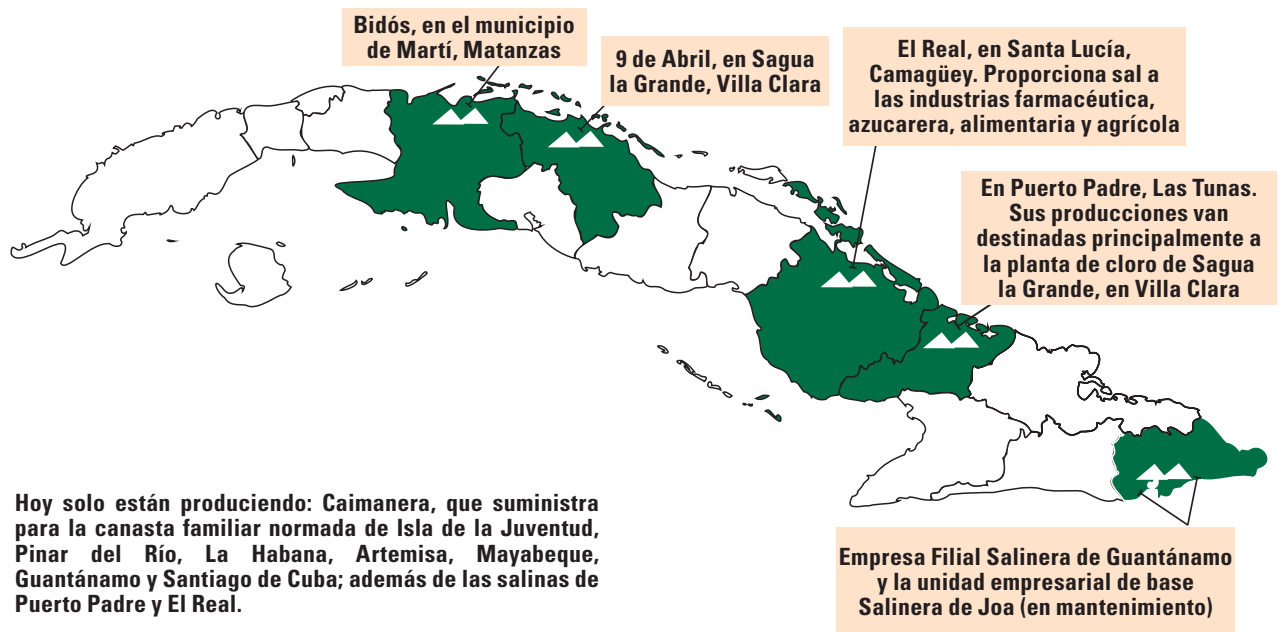 Bidós, en el municipio
de Martí, Matanzas
9 de Abril, en Sagua
la Grande, Villa Clara
El Real, en Santa Lucía,
Camagüey. Proporciona sal a
las industrias farmacéutica,
azucarera, alimentaria y agrícola
En Puerto Padre, Las Tunas.
Sus producciones van
destinadas principalmente a
la planta de cloro de Sagua
la Grande, en Villa Clara
Hoy solo están produciendo: Caimanera, que suministra
para la canasta familiar normada de Isla de la Juventud,
Pinar del Río, La Habana, Artemisa, Mayabeque,
Guantánamo y Santiago de Cuba; además de las salinas de
Puerto Padre y El Real.
Empresa Filial Salinera de Guantánamo
y la unidad empresarial de base
Salinera de Joa (en mantenimiento)